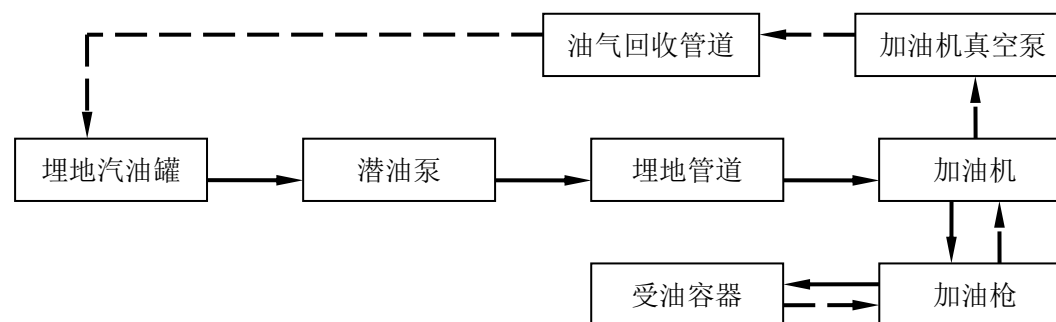 油气回收管道
加油机真空泵
埋地汽油罐
潜油泵
埋地管道
加油机
受油容器
加油枪